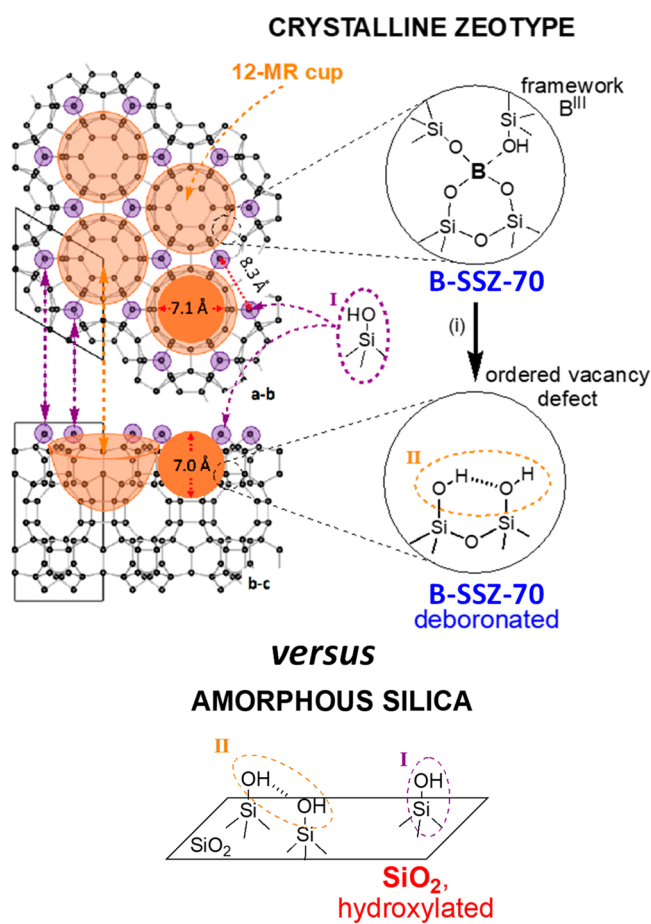 CRYSTALLINE ZEOTYPE
12-MR cup
framework
B^III
Si
Si
OH
O
B
O
O
Si
Si
O
B-SSZ-70
8.3 Å
7.1 Å
I
HO
Si
(i)
a-b
ordered vacancy
defect
7.0 Å
II
O
H
O
H
Si
Si
O
b-c
B-SSZ-70
deboronated
versus
AMORPHOUS SILICA
II
I
OH
OH
OH
Si
Si
Si
SiO₂
SiO₂,
hydroxylated